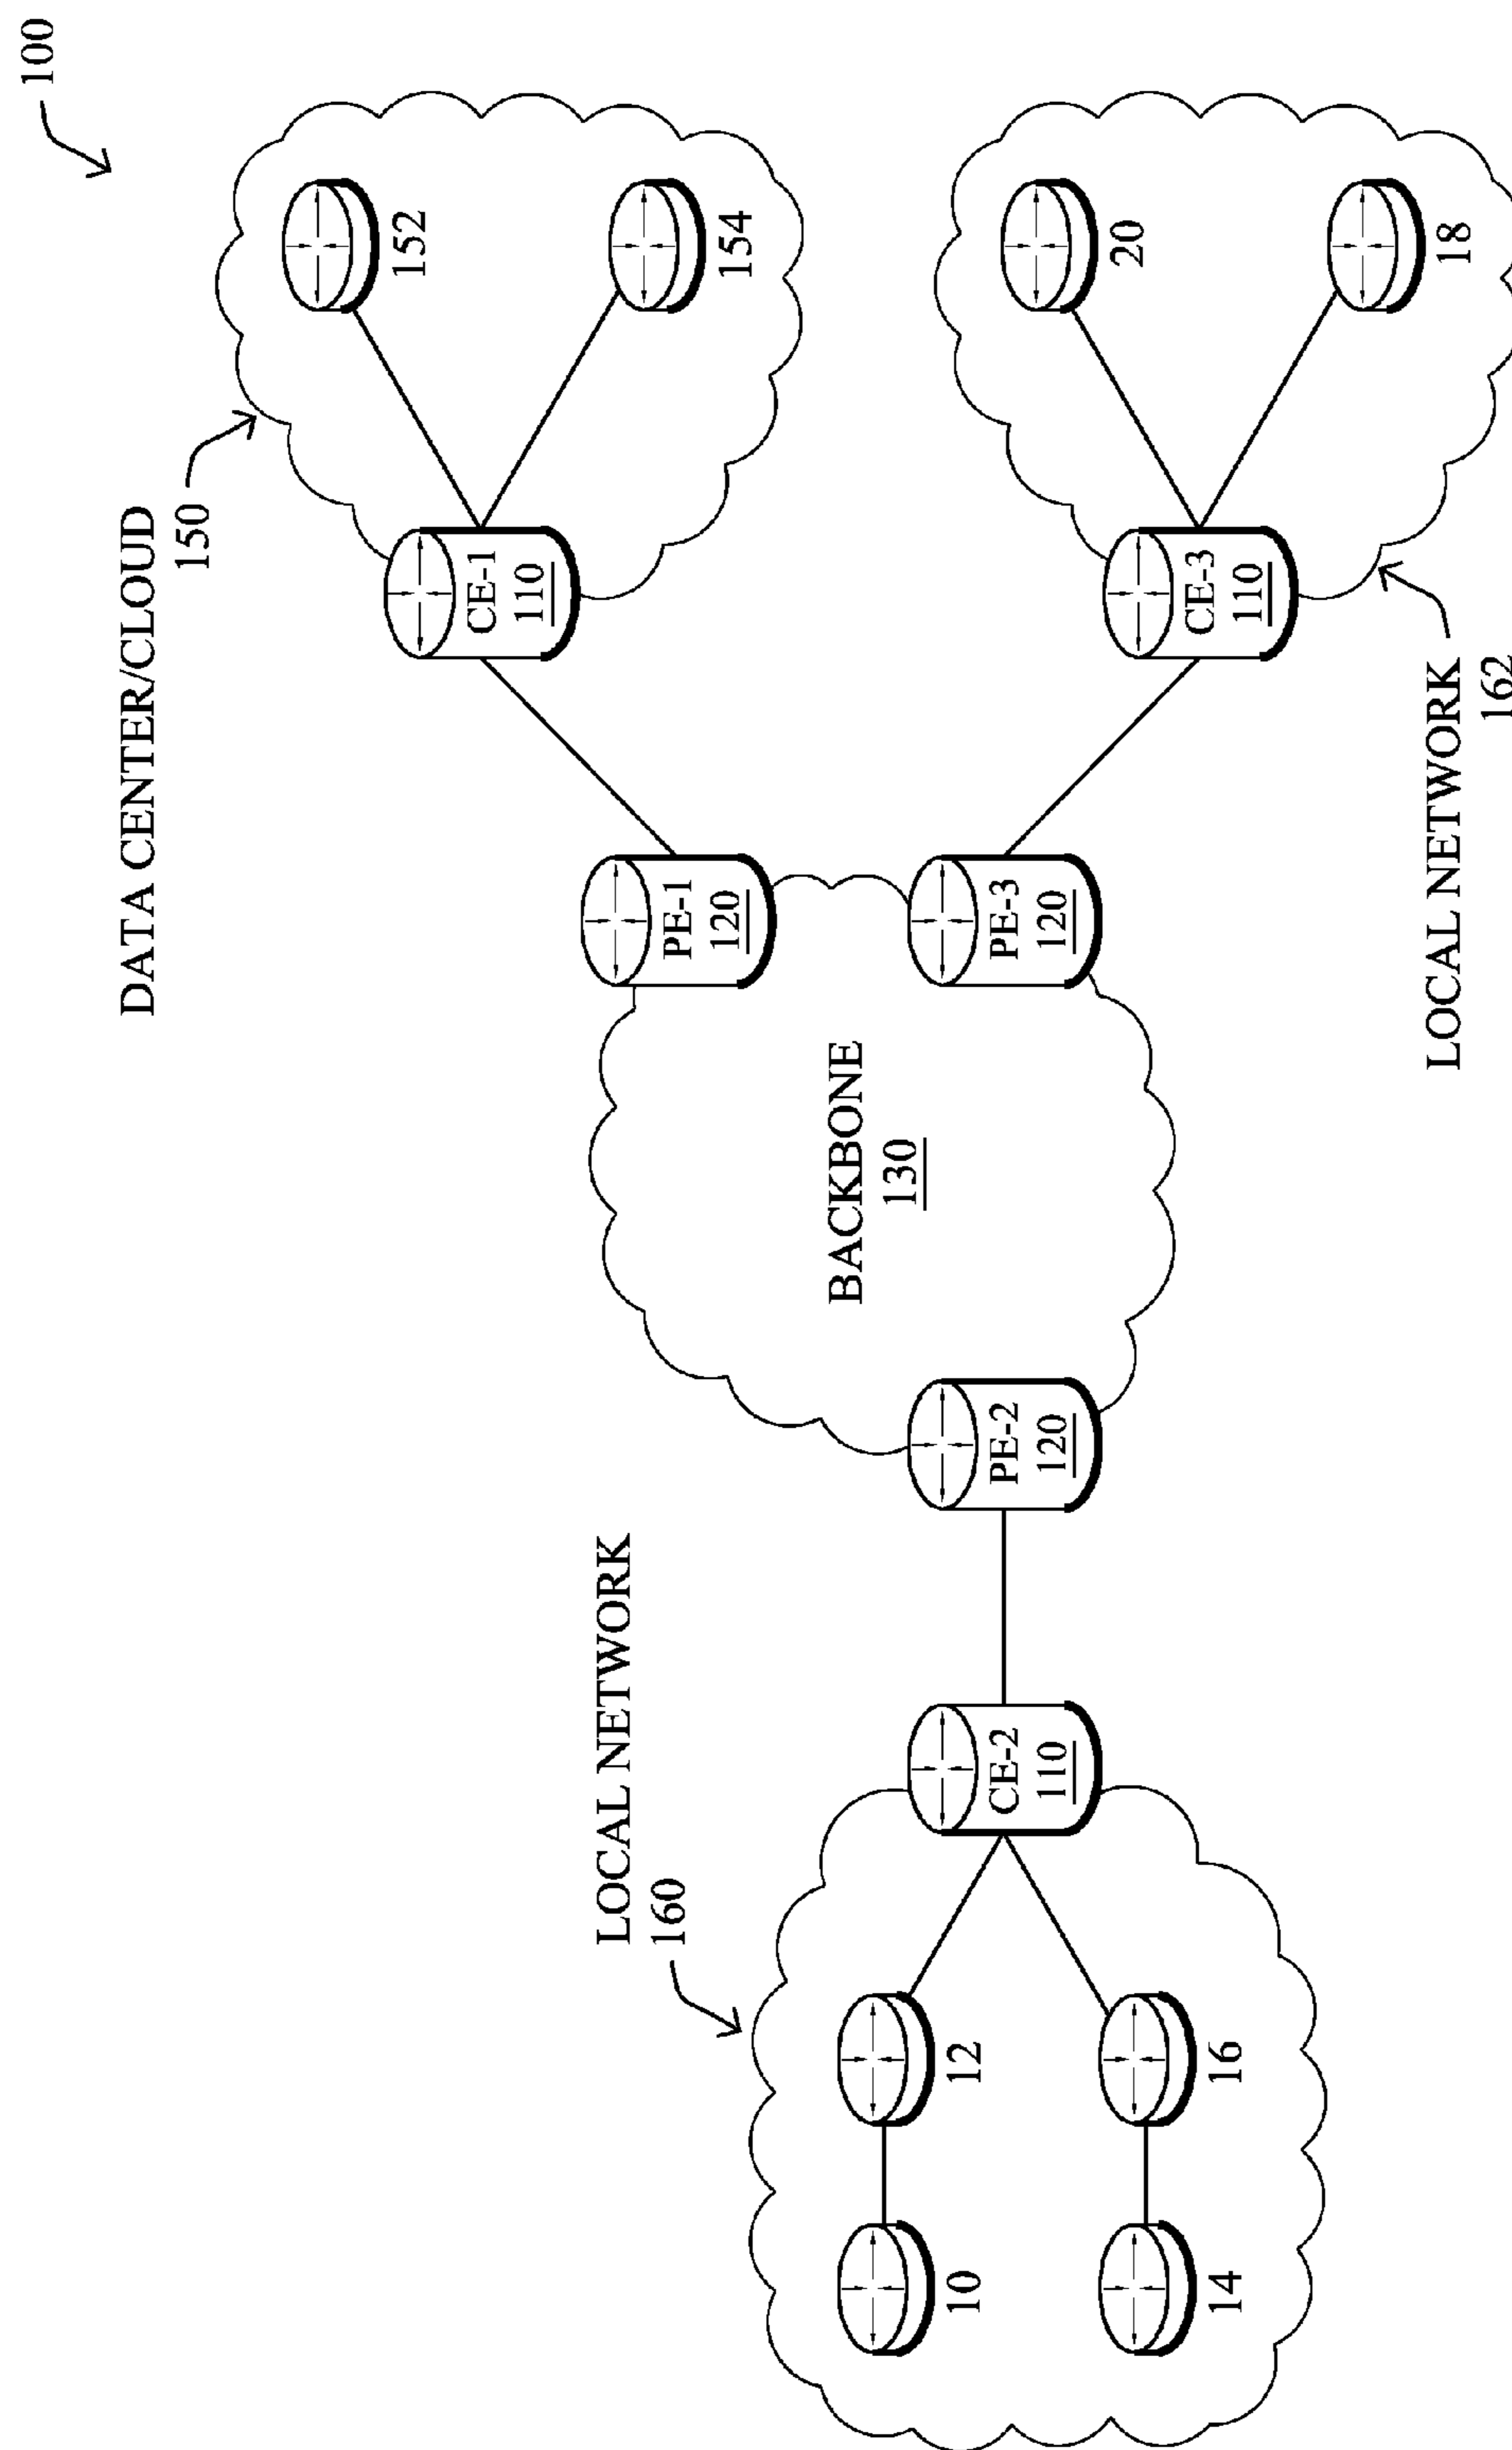 100
DATA CENTER/CLOUD
150
152
154
CE-1
110
PE-1
120
BACKBONE
130
PE-3
120
CE-3
110
20
18
LOCAL NETWORK
162
PE-2
120
CE-2
110
LOCAL NETWORK
160
12
16
10
14